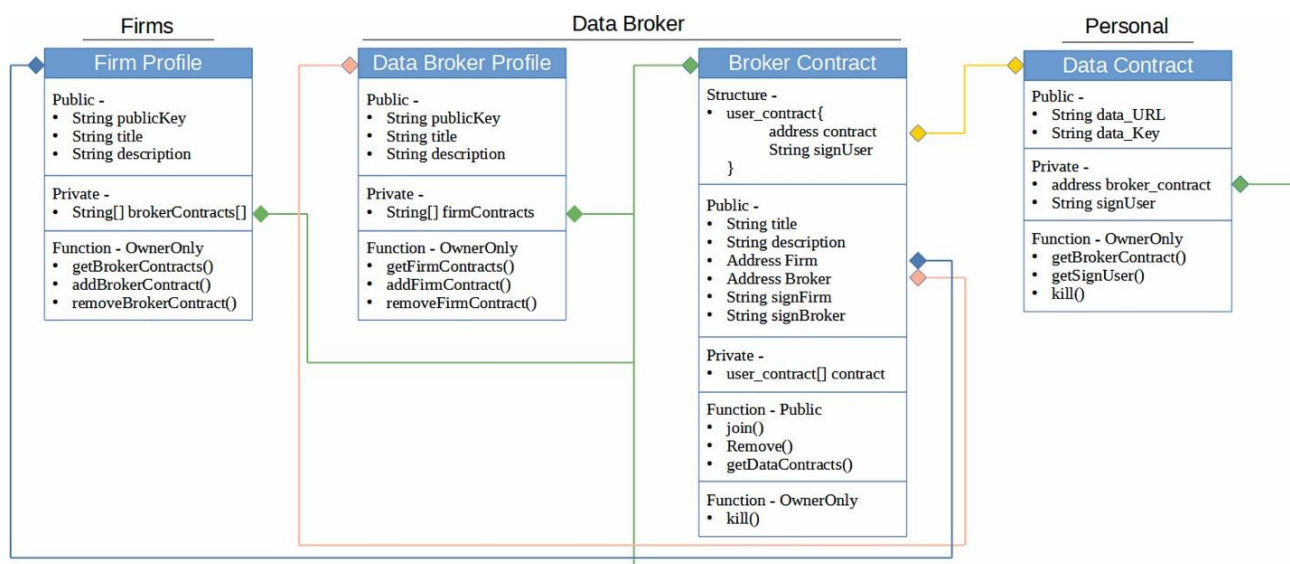 Firms
Data Broker
Personal
Firm Profile
Public -
• String publicKey
• String title
• String description
Private -
• String[] brokerContracts[]
Function - OwnerOnly
• getBrokerContracts()
• addBrokerContract()
• removeBrokerContract()
Data Broker Profile
Public -
• String publicKey
• String title
• String description
Private -
• String[] firmContracts
Function - OwnerOnly
• getFirmContracts()
• addFirmContract()
• removeFirmContract()
Broker Contract
Structure -
• user_contract{
address contract
String signUser
}
Public -
• String title
• String description
• Address Firm
• Address Broker
• String signFirm
• String signBroker
Private -
• user_contract[] contract
Function - Public
• join()
• Remove()
• getDataContracts()
Function - OwnerOnly
• kill()
Data Contract
Public -
• String data_URL
• String data_Key
Private -
• address broker_contract
• String signUser
Function - OwnerOnly
• getBrokerContract()
• getSignUser()
• kill()